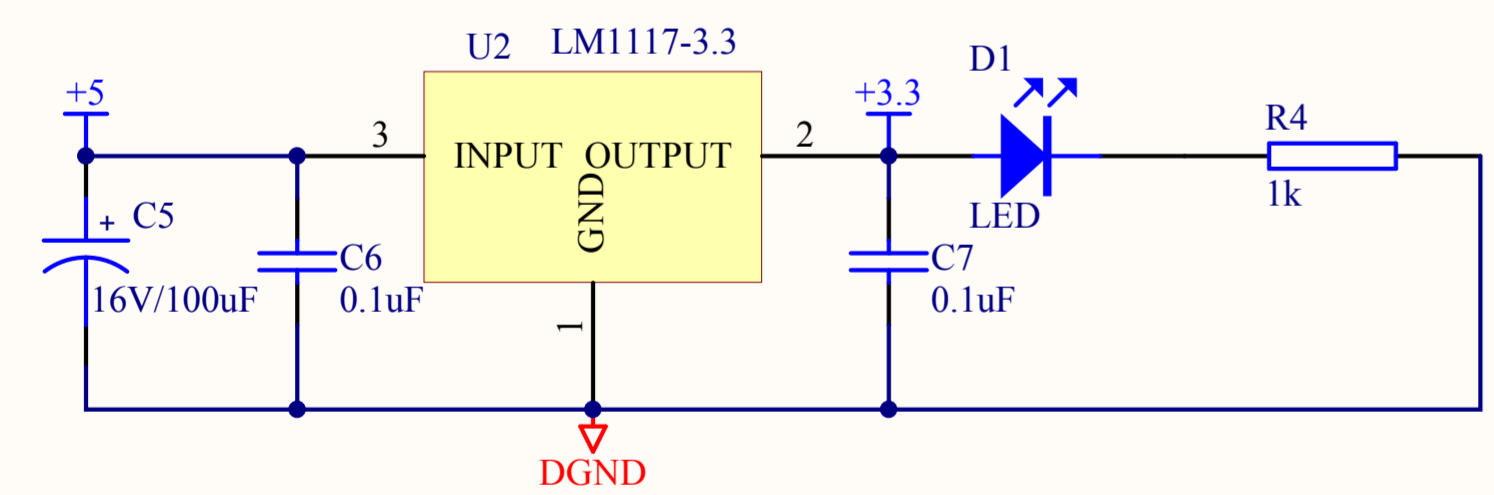 U2 LM1117-3.3
D1
+5
+3.3
R4
3
2
INPUT OUTPUT
GND
1k
+ C5
LED
C6
C7
16V/100uF
0.1uF
0.1uF
1
DGND